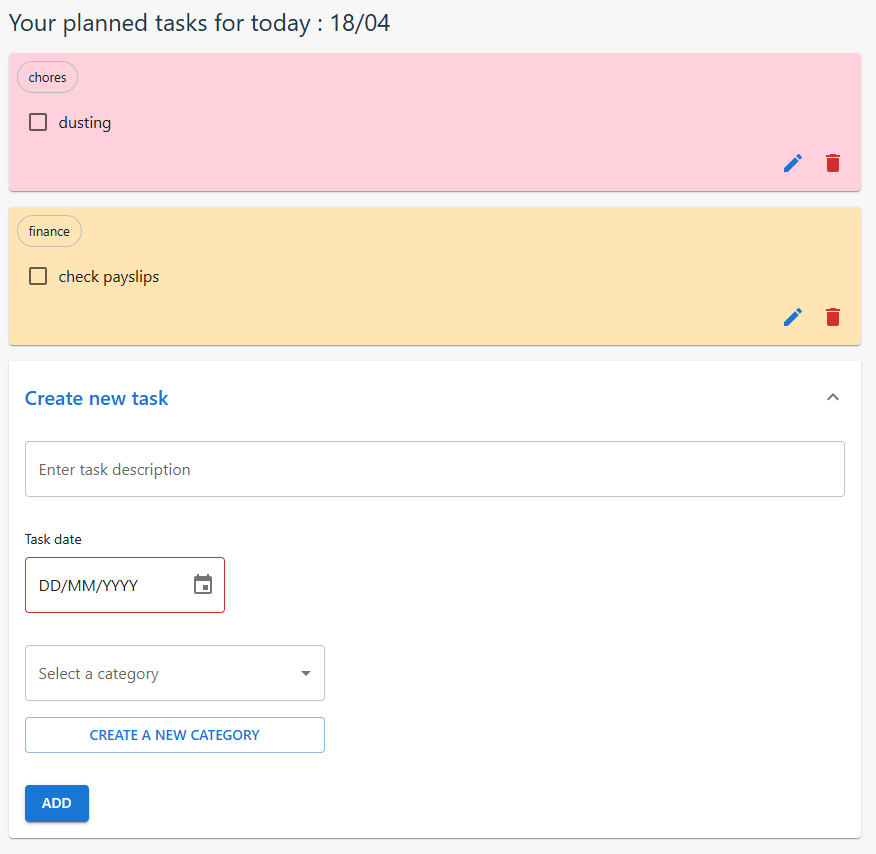 Your planned tasks for today : 18/04
chores
dusting
finance
check payslips
Create new task
Enter task description
Task date
DD/MM/YYYY
Select a category
CREATE A NEW CATEGORY
ADD